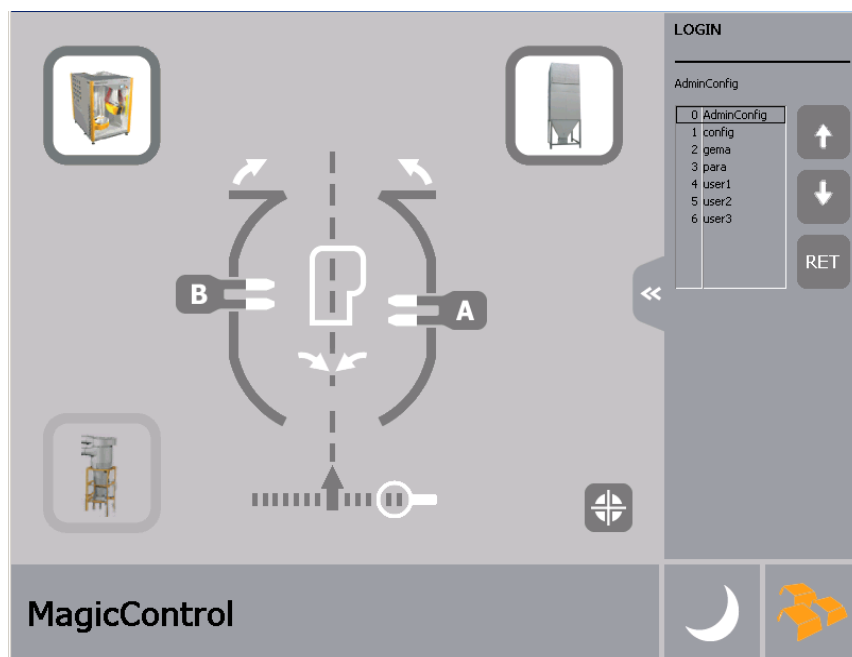 LOGIN
AdminConfig
0 AdminConfig
1 config
2 gema
3 para
4 user1
5 user2
6 user3
RET
B
A
MagicControl